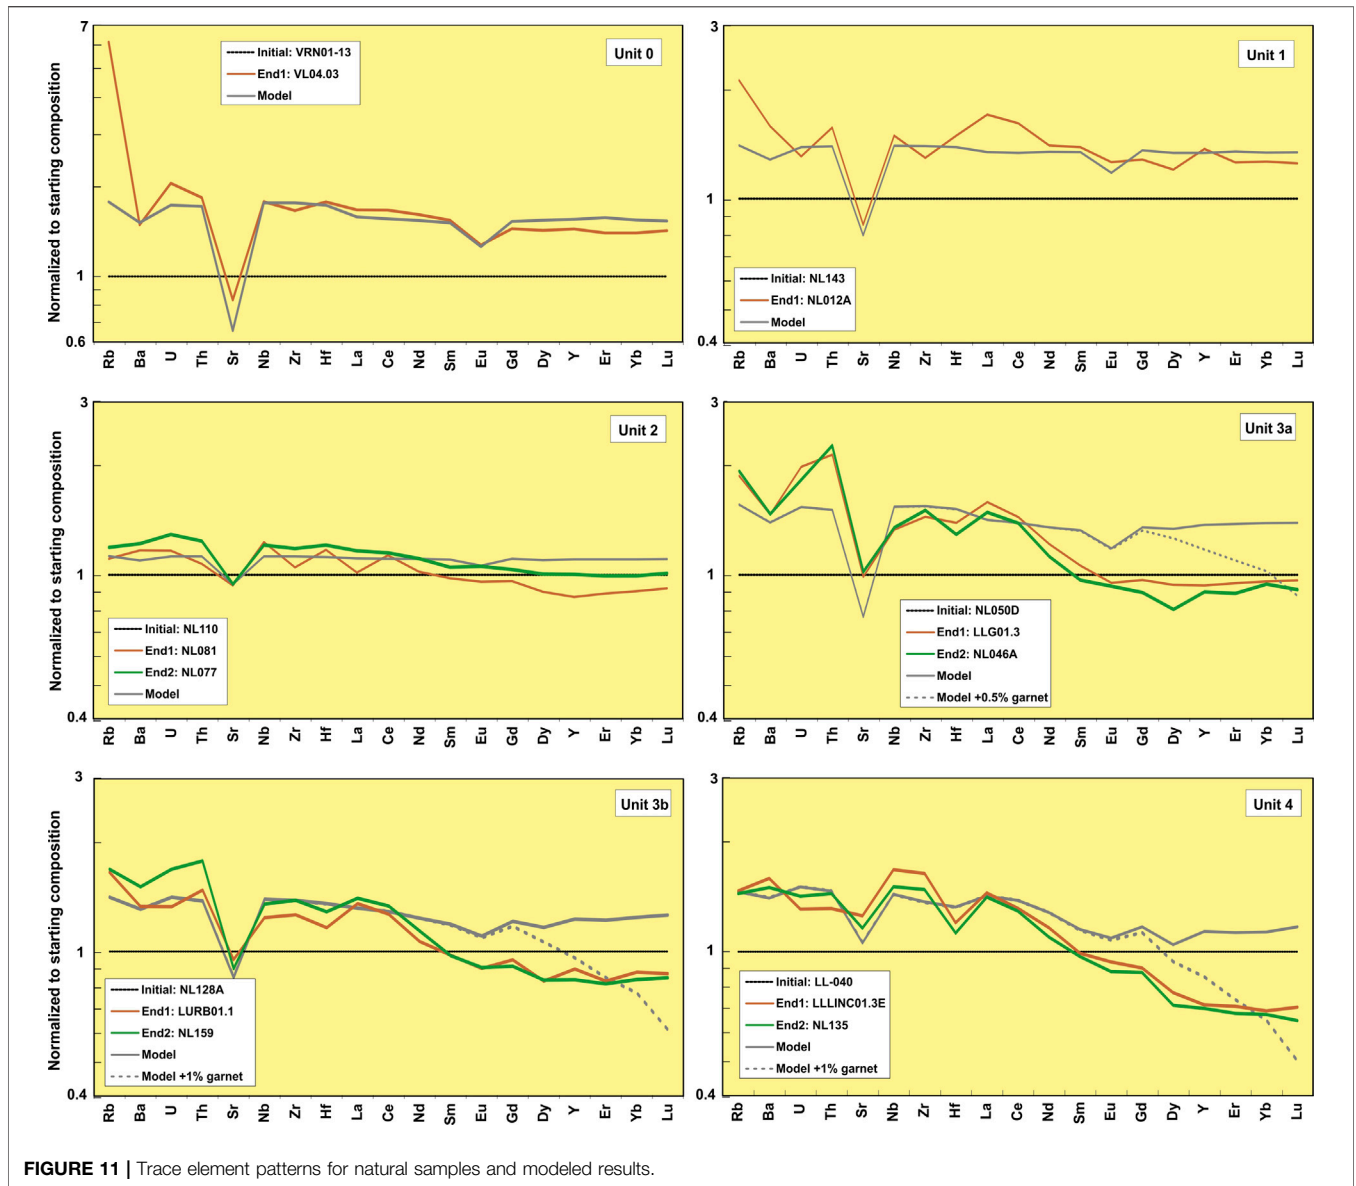 7
Normalized to starting composition
Initial: VRN01-13
End1: VL04.03
Model
Unit 0
1
0.6
Rb Ba U Th Sr Nb Zr Hf La Ce Nd Sm Eu Gd Dy Y Er Yb Lu
3
Unit 1
1
Initial: NL143
End1: NL012A
Model
0.4
Rb Ba U Th Sr Nb Zr Hf La Ce Nd Sm Eu Gd Dy Y Er Yb Lu
3
Normalized to starting composition
Unit 2
1
Initial: NL110
End1: NL081
End2: NL077
Model
0.4
Rb Ba U Th Sr Nb Zr Hf La Ce Nd Sm Eu Gd Dy Y Er Yb Lu
3
Unit 3a
1
Initial: NL050D
End1: LLG01.3
End2: NL046A
Model
Model +0.5% garnet
0.4
Rb Ba U Th Sr Nb Zr Hf La Ce Nd Sm Eu Gd Dy Y Er Yb Lu
3
Normalized to starting composition
Unit 3b
1
Initial: NL128A
End1: LURB01.1
End2: NL159
Model
Model +1% garnet
0.4
Rb Ba U Th Sr Nb Zr Hf La Ce Nd Sm Eu Gd Dy Y Er Yb Lu
3
Unit 4
1
Initial: LL-040
End1: LLLINC01.3E
End2: NL135
Model
Model +1% garnet
0.4
Rb Ba U Th Sr Nb Zr Hf La Ce Nd Sm Eu Gd Dy Y Er Yb Lu
FIGURE 11 | Trace element patterns for natural samples and modeled results.